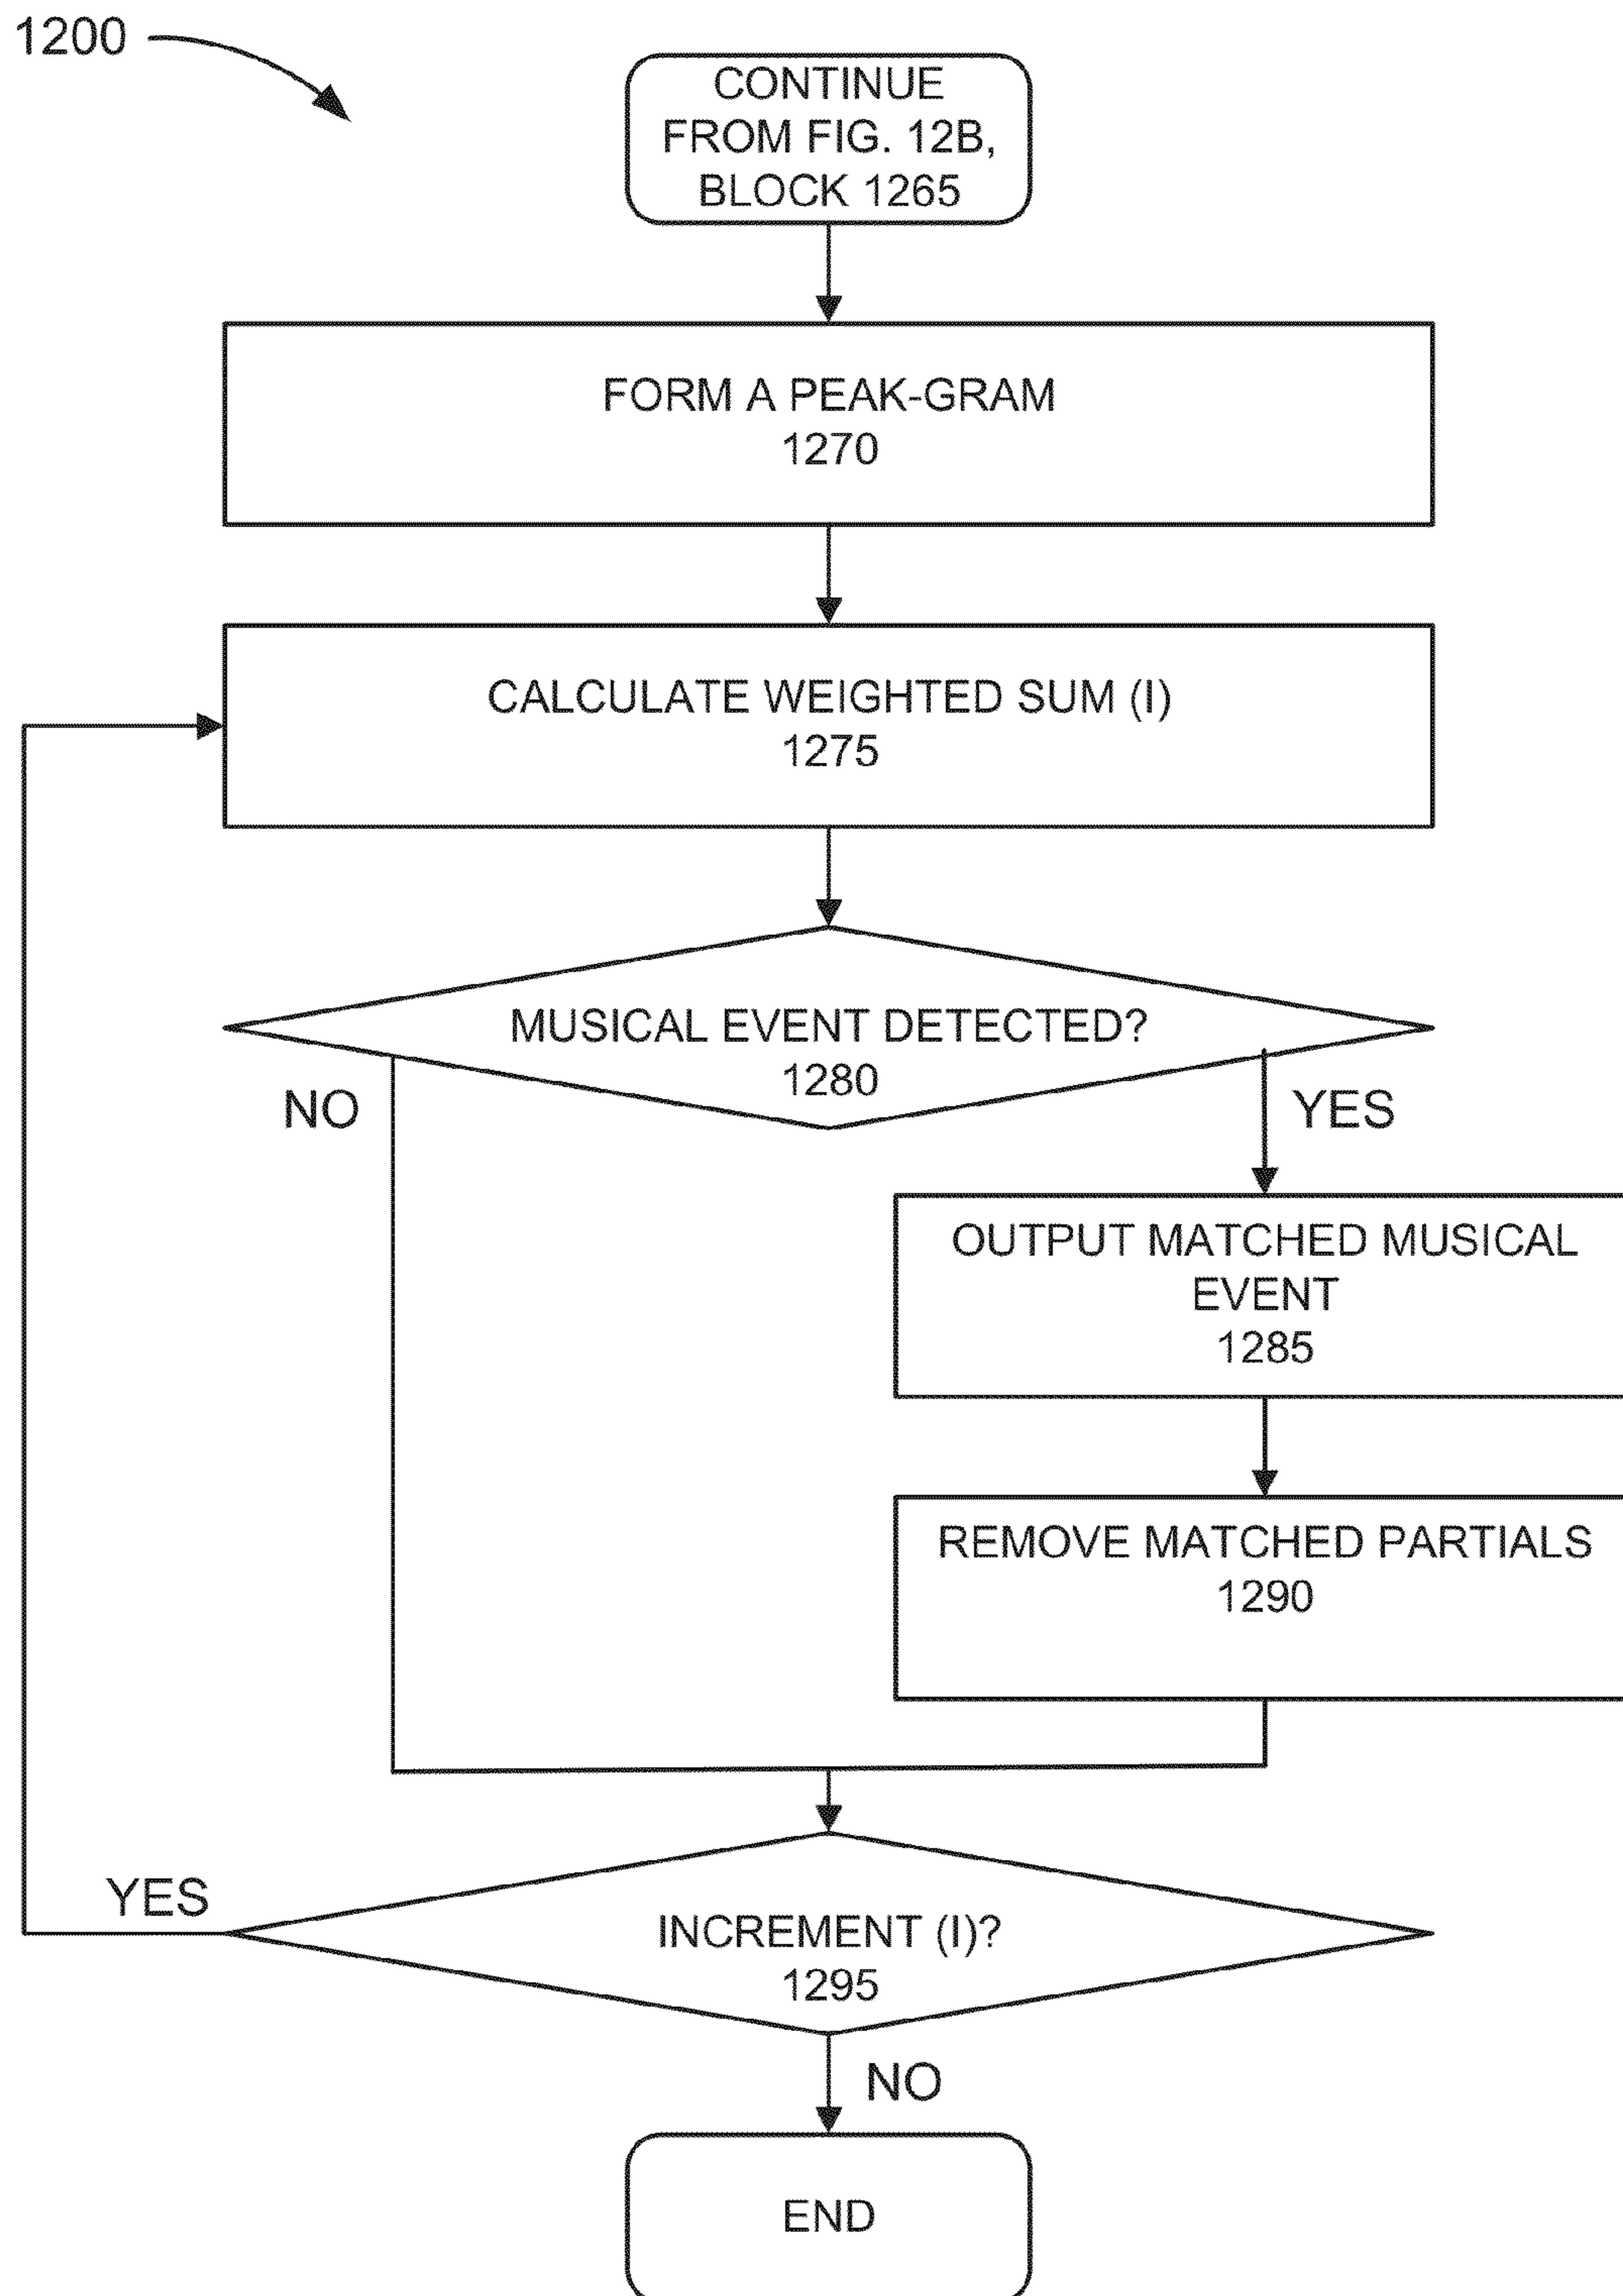 1200
CONTINUE
FROM FIG. 12B,
BLOCK 1265
FORM A PEAK-GRAM
1270
CALCULATE WEIGHTED SUM (I)
1275
MUSICAL EVENT DETECTED?
1280
NO
YES
OUTPUT MATCHED MUSICAL
EVENT
1285
REMOVE MATCHED PARTIALS
1290
YES
INCREMENT (I)?
1295
NO
END